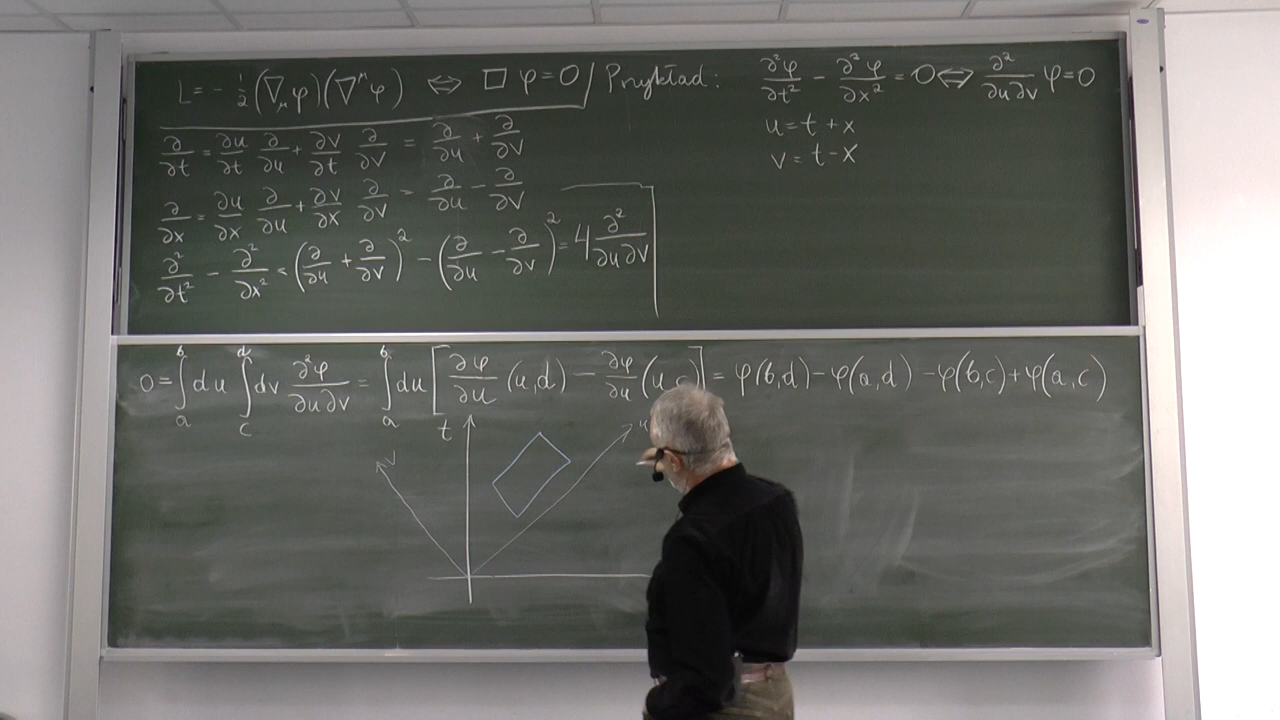 L = - ½ (∇_μ φ)(∇^μ φ) ⇔ □ φ = 0 / Przykład: ∂²φ/∂t² - ∂²φ/∂x² = 0 ⇔ ∂²/∂u∂v φ = 0
u = t + x
v = t - x
∂/∂t = ∂u/∂t ∂/∂u + ∂v/∂t ∂/∂v = ∂/∂u + ∂/∂v
∂/∂x = ∂u/∂x ∂/∂u + ∂v/∂x ∂/∂v = ∂/∂u - ∂/∂v
∂²/∂t² - ∂²/∂x² = (∂/∂u + ∂/∂v)² - (∂/∂u - ∂/∂v)² = 4 ∂²/∂u∂v
0 = ∫_a^b du ∫_c^d dv ∂²φ/∂u∂v = ∫_a^b du [∂φ/∂u (u,d) - ∂φ/∂u (u,c)] = φ(b,d) - φ(a,d) - φ(b,c) + φ(a,c)
t
u
v